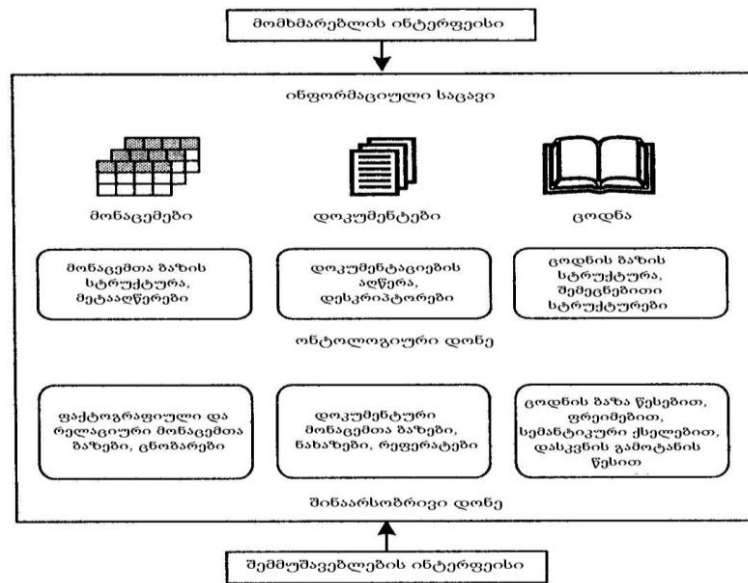 მომხმარებლის ინტერფეისი
ინფორმაციული საცავი
მონაცემები
დოკუმენტები
ცოდნა
მონაცემთა ბაზის
სტრუქტურა,
მეტააღწერები
დოკუმენტაციების
აღწერა,
დესკრიპტორები
ცოდნის ბაზის
სტრუქტურა,
შემეცნებითი
სტრუქტურები
ონტოლოგიური დონე
ფაქტოგრაფიული და
რელაციური მონაცემთა
ბაზები, ცნობარები
დოკუმენტური
მონაცემთა ბაზები,
ნახაზები, რეფერატები
ცოდნის ბაზა წესებით,
ფრეიმებით,
სემანტიკური ქსელებით,
დასკვნის გამოტანის
წესით
შინაარსობრივი დონე
შემმუშავებლების ინტერფეისი